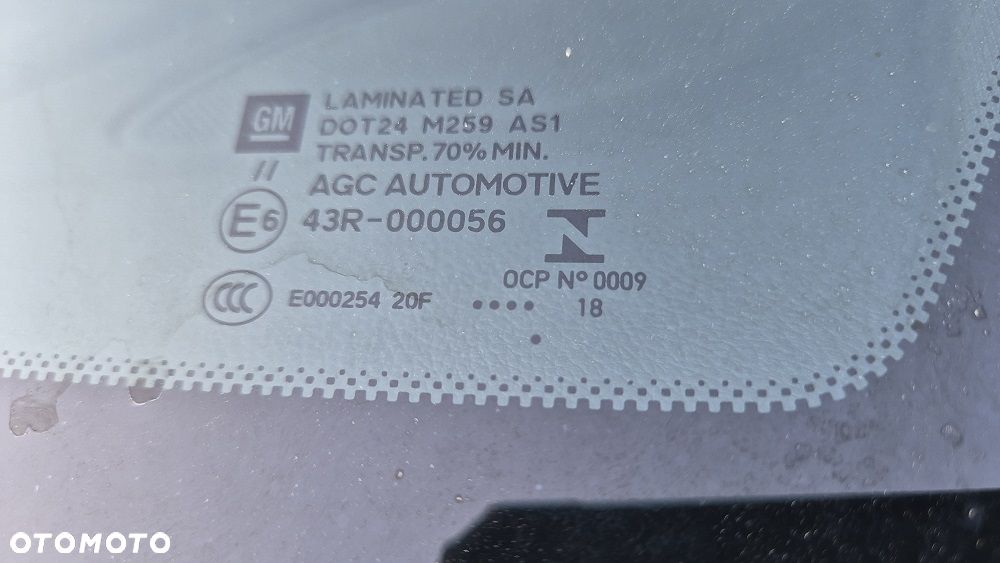 GM
LAMINATED SA
DOT24 M259 AS1
TRANSP. 70% MIN.
//
AGC AUTOMOTIVE
E6 43R-000056
N
OCP Nº 0009
CCC E000254 20F
•••• 18
•
OTOMOTO